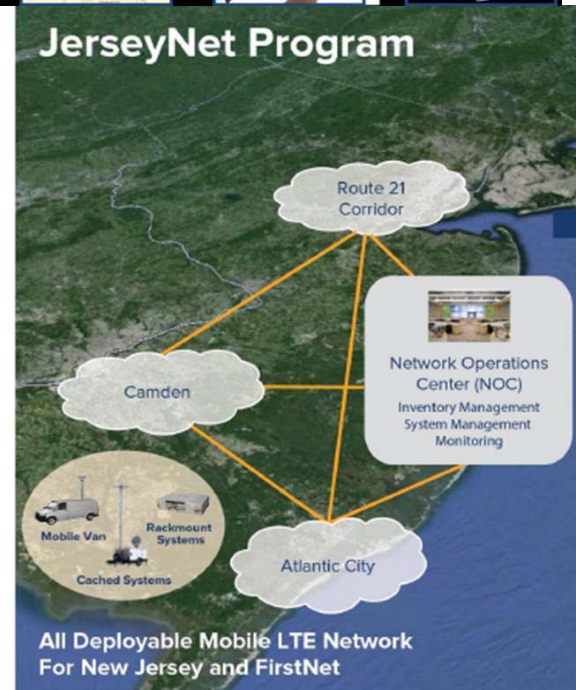 JerseyNet Program
Route 21
Corridor
Network Operations
Center (NOC)
Inventory Management
System Management
Monitoring
Camden
Mobile Van
Rackmount
Systems
Cached Systems
Atlantic City
All Deployable Mobile LTE Network
For New Jersey and FirstNet